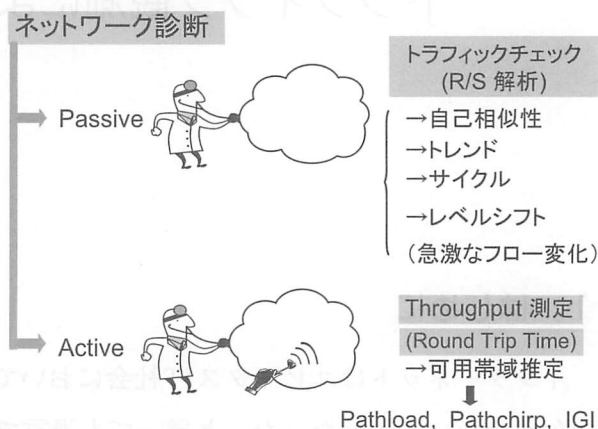 ネットワーク診断
Passive
トラフィックチェック
(R/S 解析)
→自己相似性
→トレンド
→サイクル
→レベルシフト
(急激なフロー変化)
Active
Throughput 測定
(Round Trip Time)
→可用帯域推定
Pathload, Pathchirp, IGI